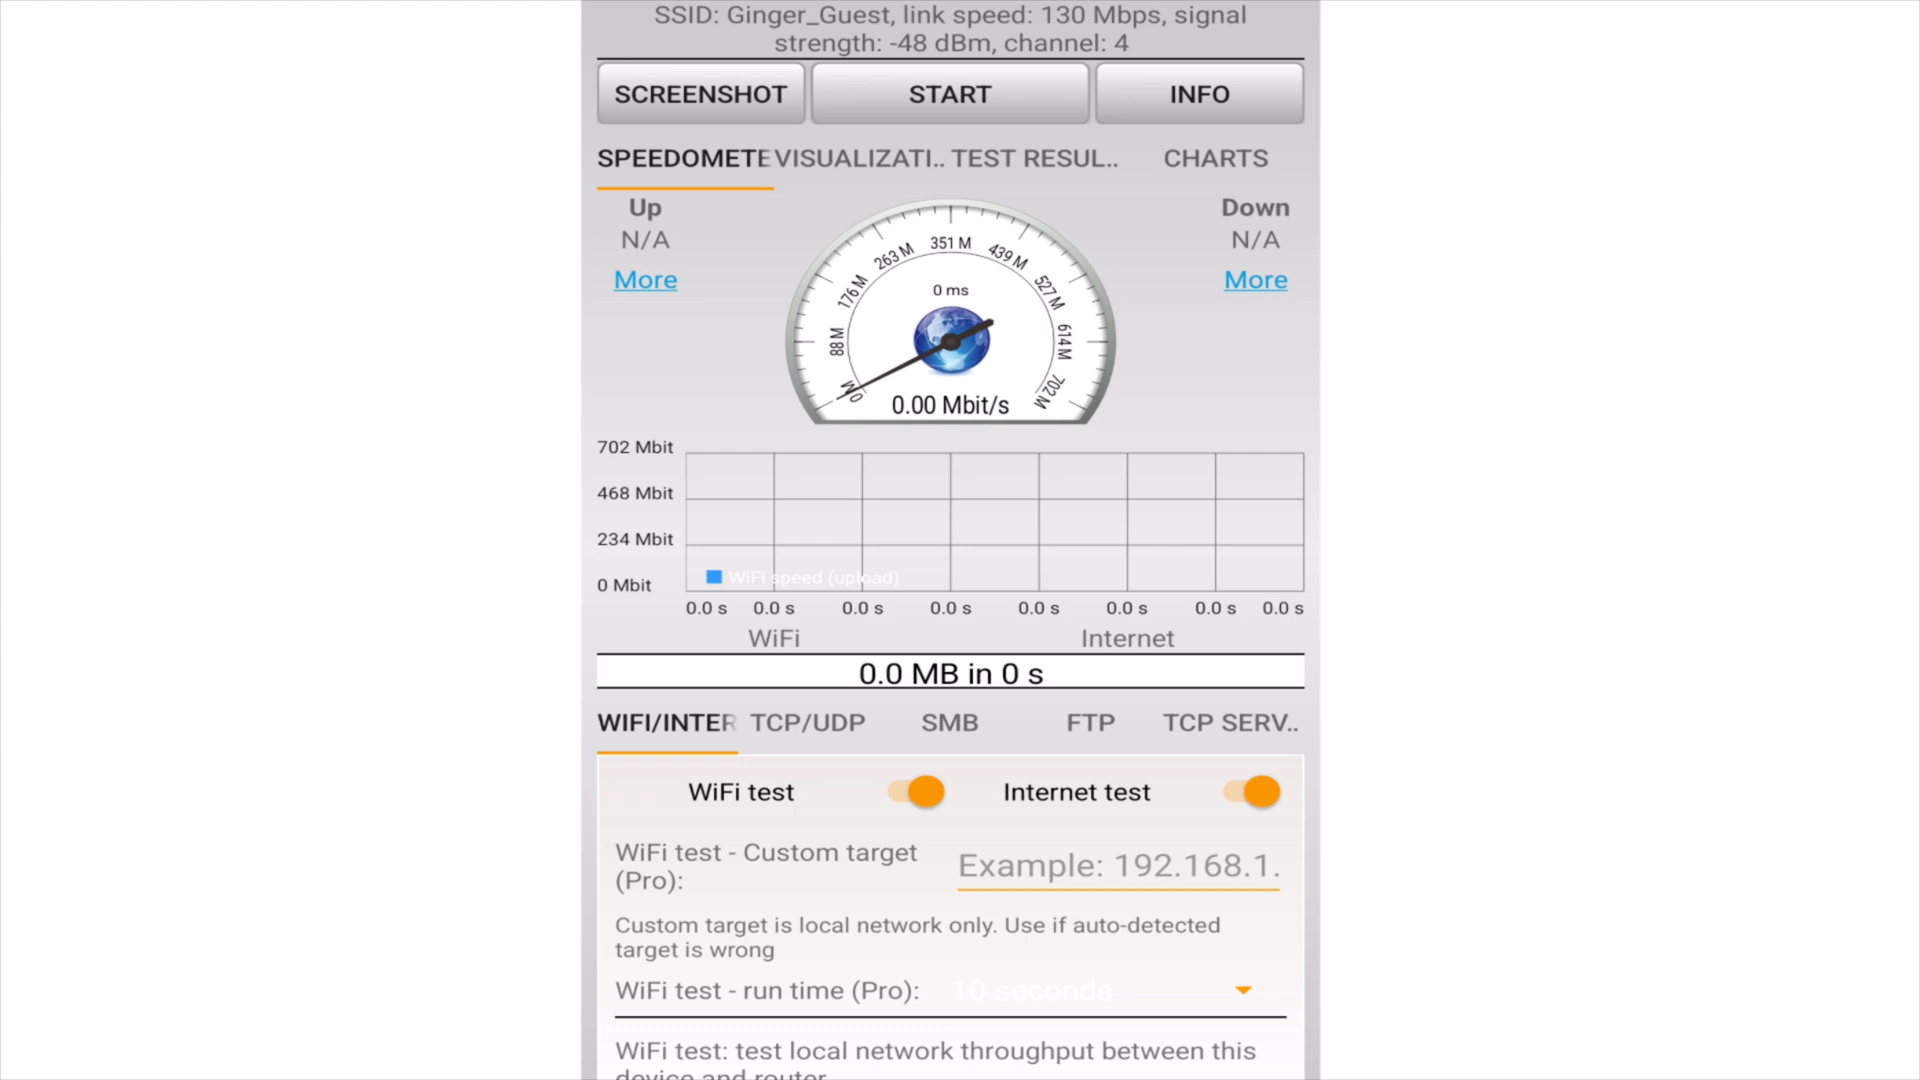 SSID: Ginger_Guest, link speed: 130 Mbps, signal
strength: -48 dBm, channel: 4
SCREENSHOT START INFO
SPEEDOMETE VISUALIZATI.. TEST RESUL.. CHARTS
Up Down
N/A N/A
More More
0 M 88 M 176 M 263 M 351 M 439 M 527 M 614 M 702 M
0 ms
0.00 Mbit/s
702 Mbit
468 Mbit
234 Mbit
0 Mbit
WiFi speed (upload)
0.0 s 0.0 s 0.0 s 0.0 s 0.0 s 0.0 s 0.0 s 0.0 s
WiFi Internet
0.0 MB in 0 s
WIFI/INTER TCP/UDP SMB FTP TCP SERV..
WiFi test Internet test
WiFi test - Custom target
(Pro): Example: 192.168.1.
Custom target is local network only. Use if auto-detected
target is wrong
WiFi test - run time (Pro): 10 seconds
WiFi test: test local network throughput between this
device and router